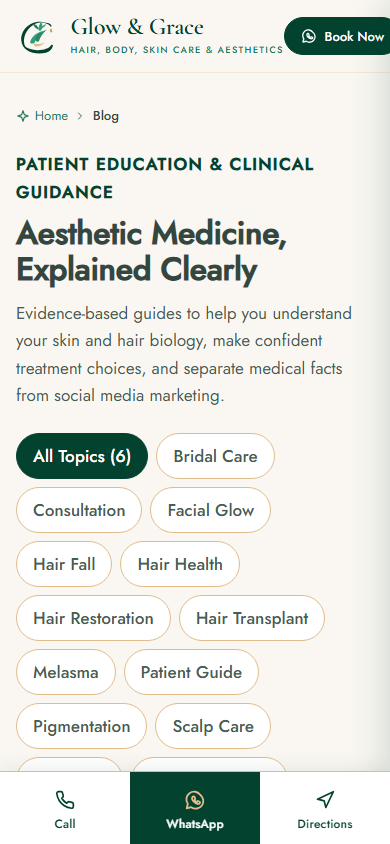 Glow & Grace
HAIR, BODY, SKIN CARE & AESTHETICS
Book Now
Home
Blog
PATIENT EDUCATION & CLINICAL
GUIDANCE
Aesthetic Medicine,
Explained Clearly
Evidence-based guides to help you understand
your skin and hair biology, make confident
treatment choices, and separate medical facts
from social media marketing.
All Topics (6)
Bridal Care
Consultation
Facial Glow
Hair Fall
Hair Health
Hair Restoration
Hair Transplant
Melasma
Patient Guide
Pigmentation
Scalp Care
Call
WhatsApp
Directions